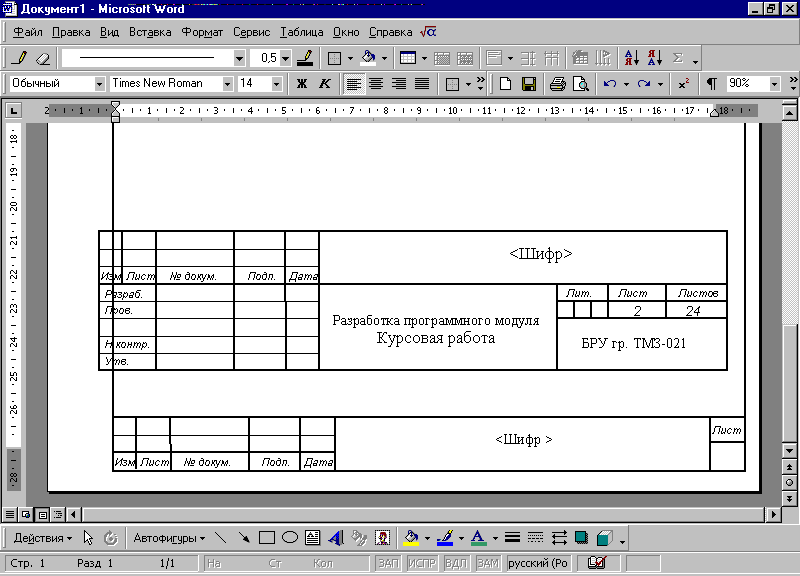 Документ1 - Microsoft Word
Файл Правка Вид Вставка Формат Сервис Таблица Окно Справка √α
0,5
Обычный Times New Roman 14 Ж К 90%
2 1 1 2 3 4 5 6 7 8 9 10 11 12 13 14 15 16 17 18
18
19
20
21
22
23
24
25
26
28
<Шифр>
Изм Лист № докум. Подп. Дата
Разраб. Лит. Лист Листов
Пров. 2 24
Разработка программного модуля
Курсовая работа
БРУ гр. ТМЗ-021
Н контр.
Утв.
<Шифр >
Лист
Изм Лист № докум. Подп. Дата
Действия Автофигуры
Стр. 1 Разд 1 1/1 На Ст Кол ЗАП ИСПР ВДЛ ЗАМ русский (Ро